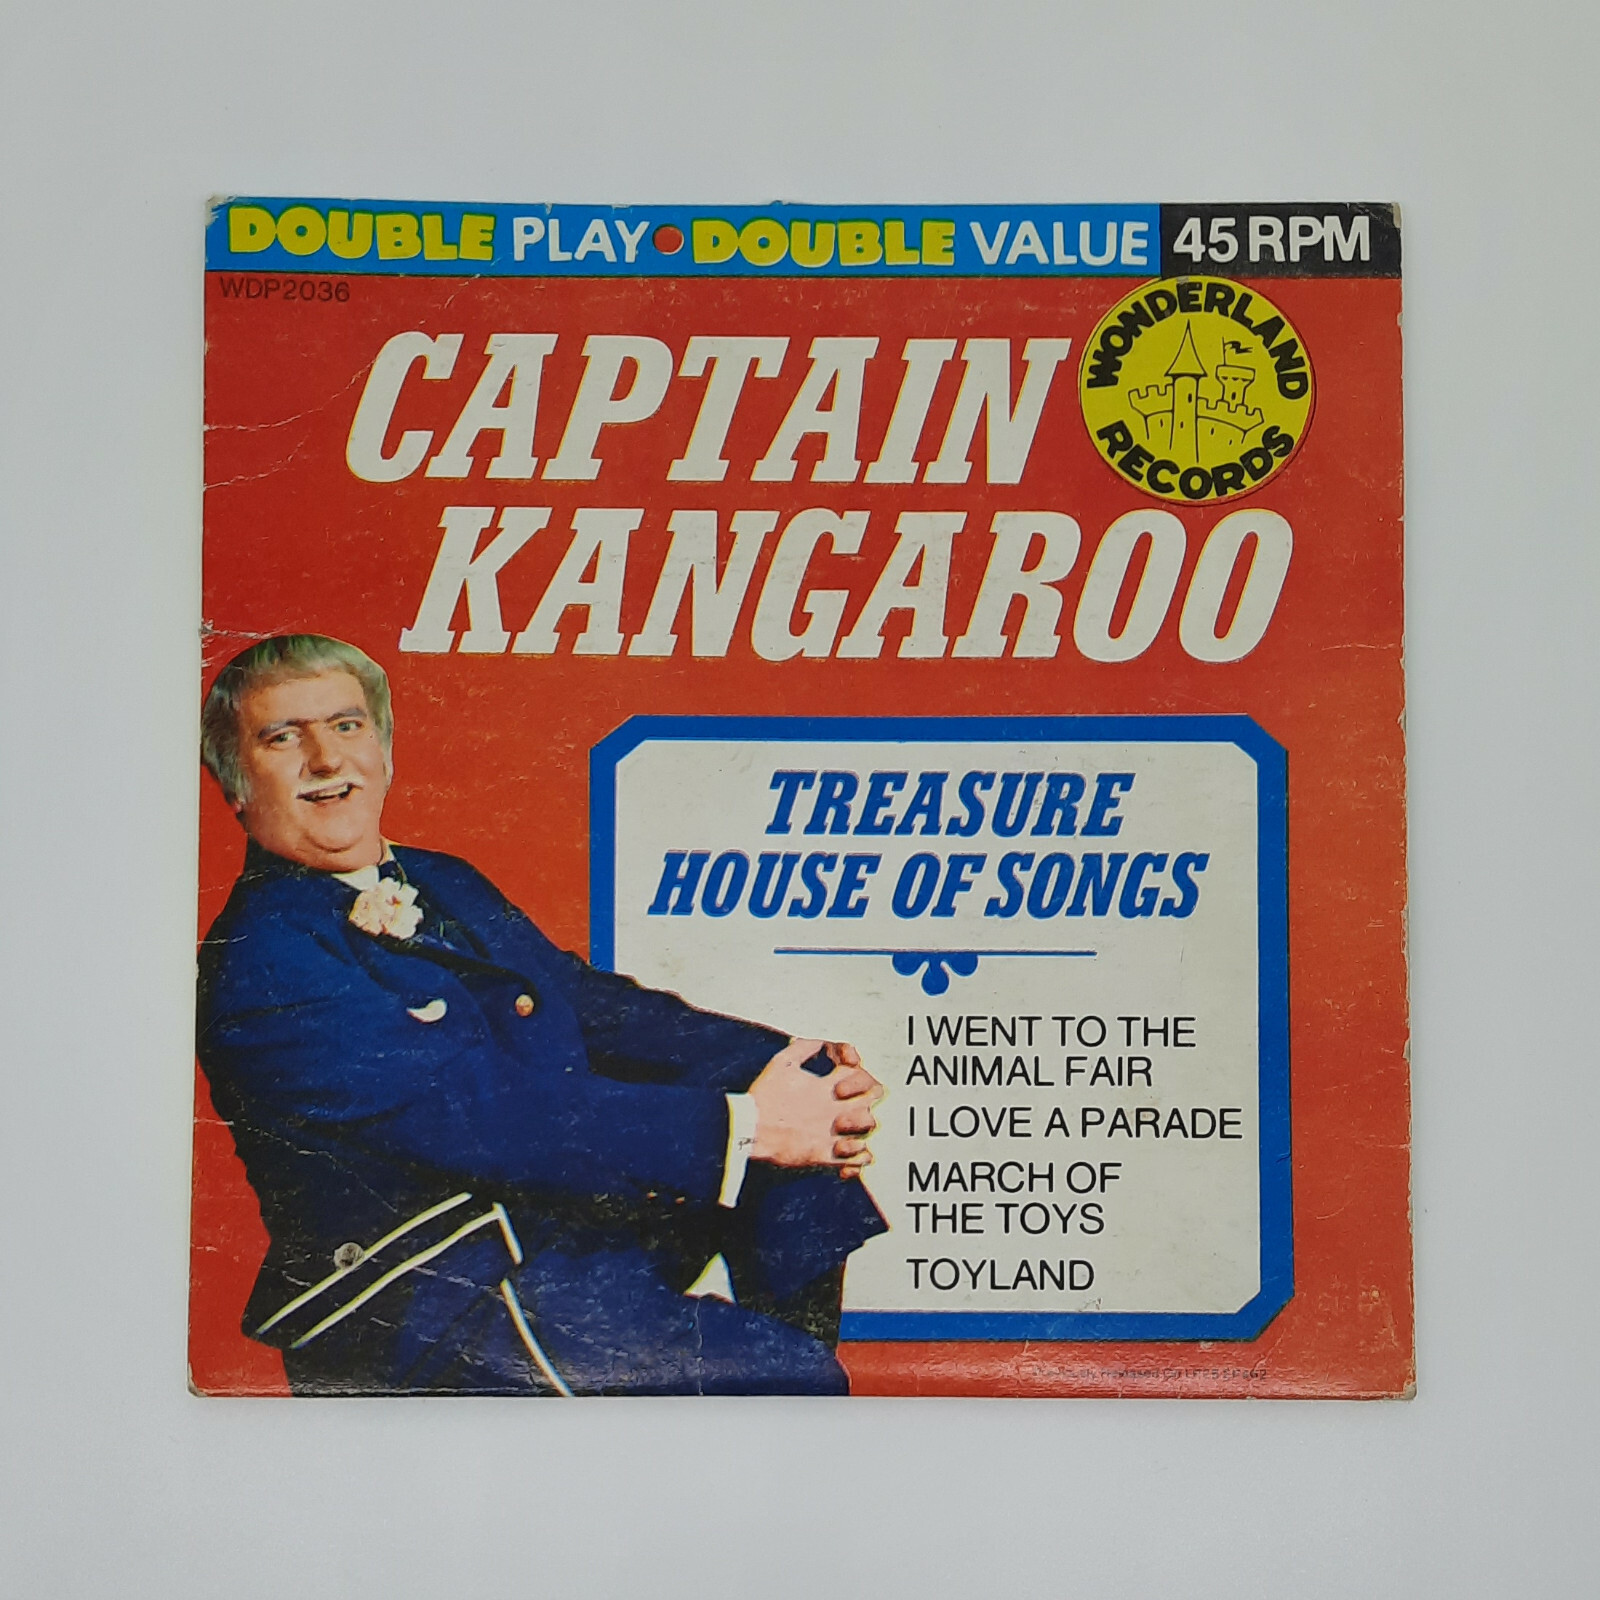 DOUBLE PLAY • DOUBLE VALUE 45 RPM
WDP2036
WONDERLAND
RECORDS
CAPTAIN
KANGAROO
TREASURE
HOUSE OF SONGS
I WENT TO THE
ANIMAL FAIR
I LOVE A PARADE
MARCH OF
THE TOYS
TOYLAND